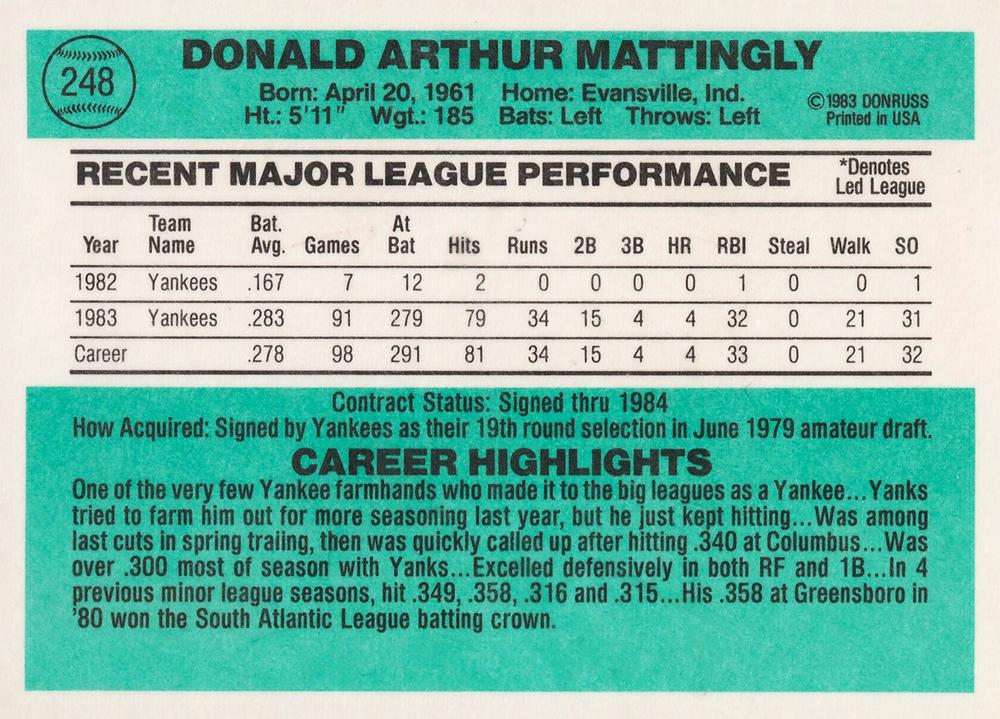 248
DONALD ARTHUR MATTINGLY
Born: April 20, 1961 Home: Evansville, Ind.
Ht.: 5'11" Wgt.: 185 Bats: Left Throws: Left
©1983 DONRUSS
Printed in USA
RECENT MAJOR LEAGUE PERFORMANCE
*Denotes
Led League
Year Team Name Bat. Avg. Games At Bat Hits Runs 2B 3B HR RBI Steal Walk SO
1982 Yankees .167 7 12 2 0 0 0 0 1 0 0 1
1983 Yankees .283 91 279 79 34 15 4 4 32 0 21 31
Career .278 98 291 81 34 15 4 4 33 0 21 32
Contract Status: Signed thru 1984
How Acquired: Signed by Yankees as their 19th round selection in June 1979 amateur draft.
CAREER HIGHLIGHTS
One of the very few Yankee farmhands who made it to the big leagues as a Yankee...Yanks
tried to farm him out for more seasoning last year, but he just kept hitting...Was among
last cuts in spring traiing, then was quickly called up after hitting .340 at Columbus...Was
over .300 most of season with Yanks...Excelled defensively in both RF and 1B...In 4
previous minor league seasons, hit .349, .358, .316 and .315...His .358 at Greensboro in
'80 won the South Atlantic League batting crown.